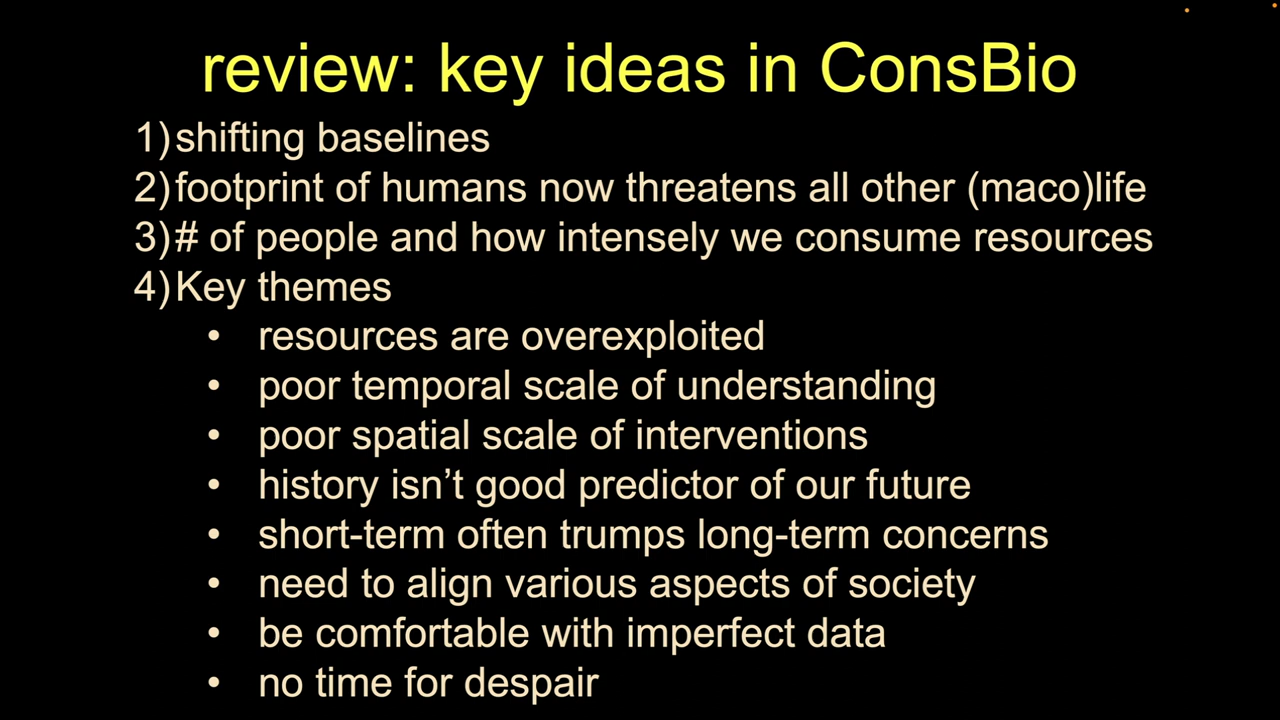 review: key ideas in ConsBio
1) shifting baselines
2) footprint of humans now threatens all other (maco)life
3) # of people and how intensely we consume resources
4) Key themes
• resources are overexploited
• poor temporal scale of understanding
• poor spatial scale of interventions
• history isn’t good predictor of our future
• short-term often trumps long-term concerns
• need to align various aspects of society
• be comfortable with imperfect data
• no time for despair